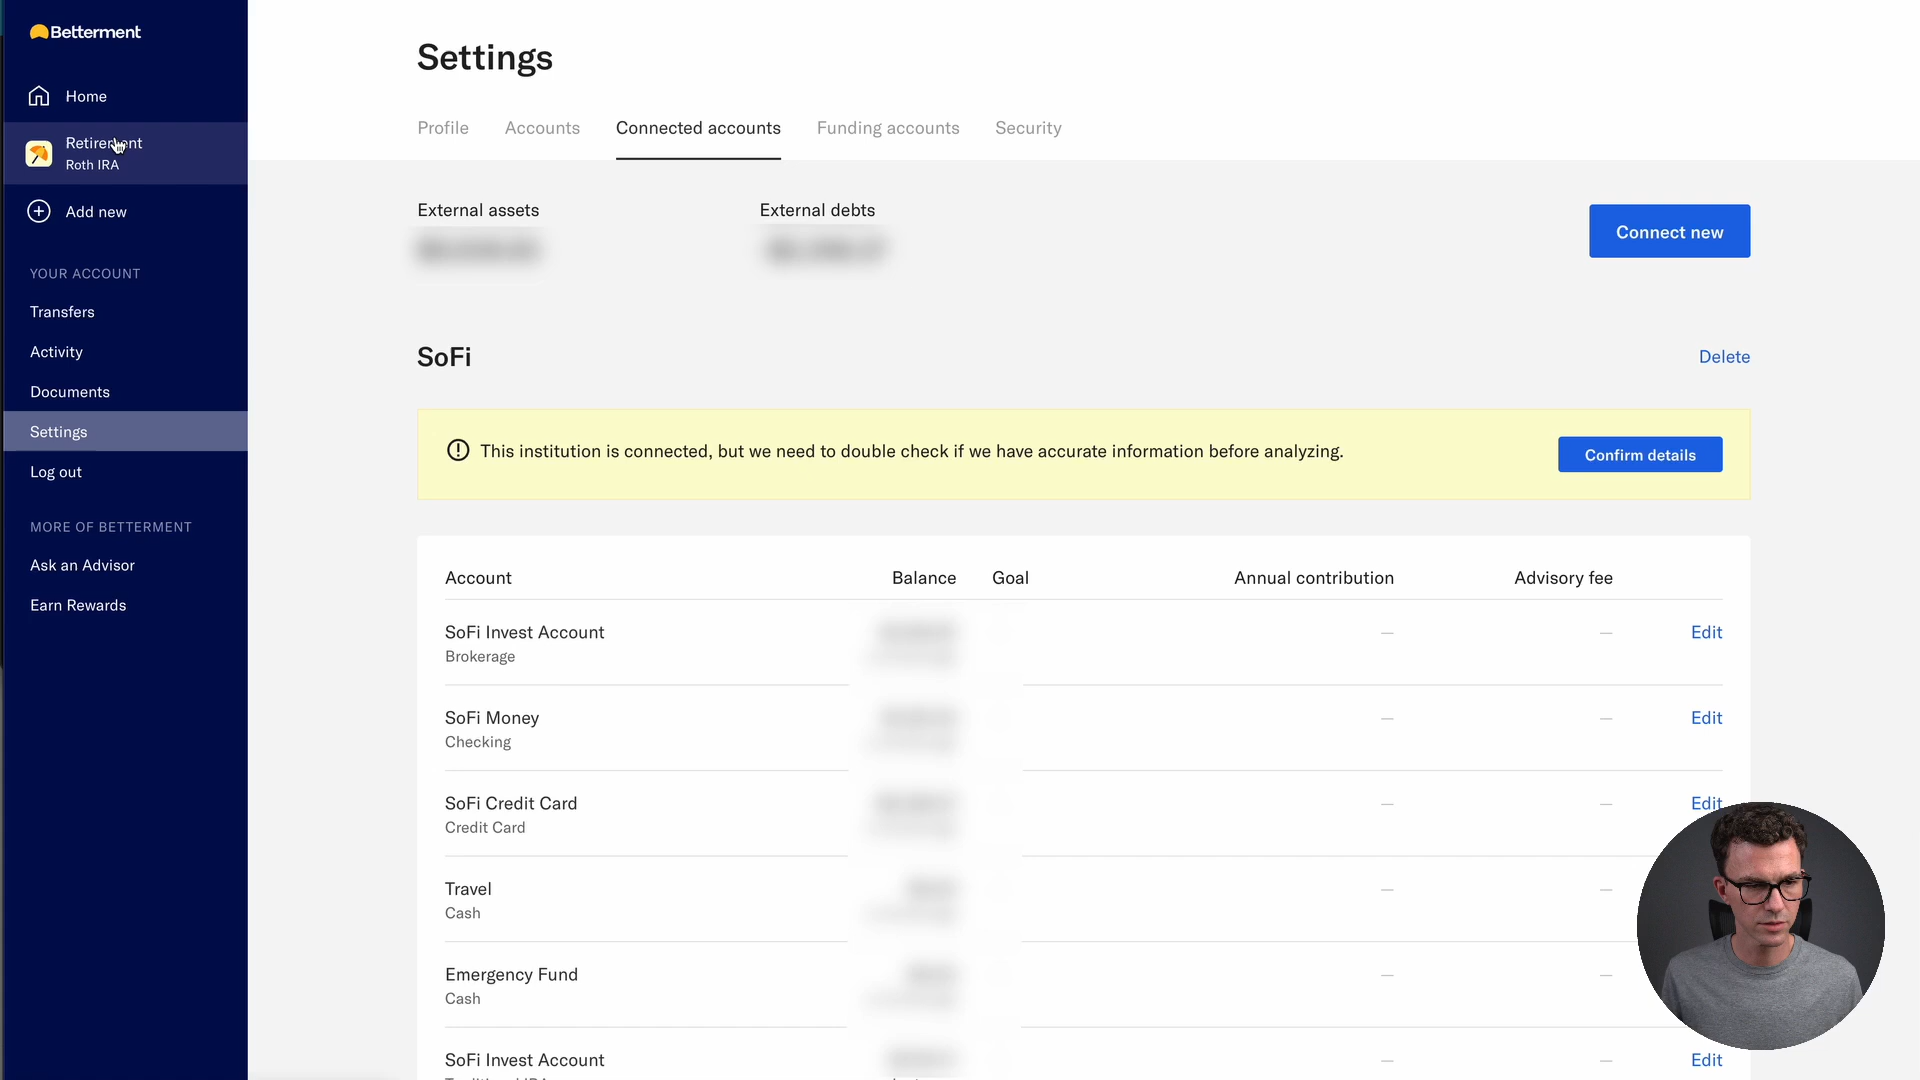 Betterment
Home
Retirement
Roth IRA
Add new
YOUR ACCOUNT
Transfers
Activity
Documents
Settings
Log out
MORE OF BETTERMENT
Ask an Advisor
Earn Rewards
Settings
Profile
Accounts
Connected accounts
Funding accounts
Security
External assets
External debts
Connect new
SoFi
Delete
This institution is connected, but we need to double check if we have accurate information before analyzing.
Confirm details
Account Balance Goal Annual contribution Advisory fee
SoFi Invest Account — — Edit
Brokerage
SoFi Money — — Edit
Checking
SoFi Credit Card — — Edit
Credit Card
Travel — —
Cash
Emergency Fund — —
Cash
SoFi Invest Account — — Edit